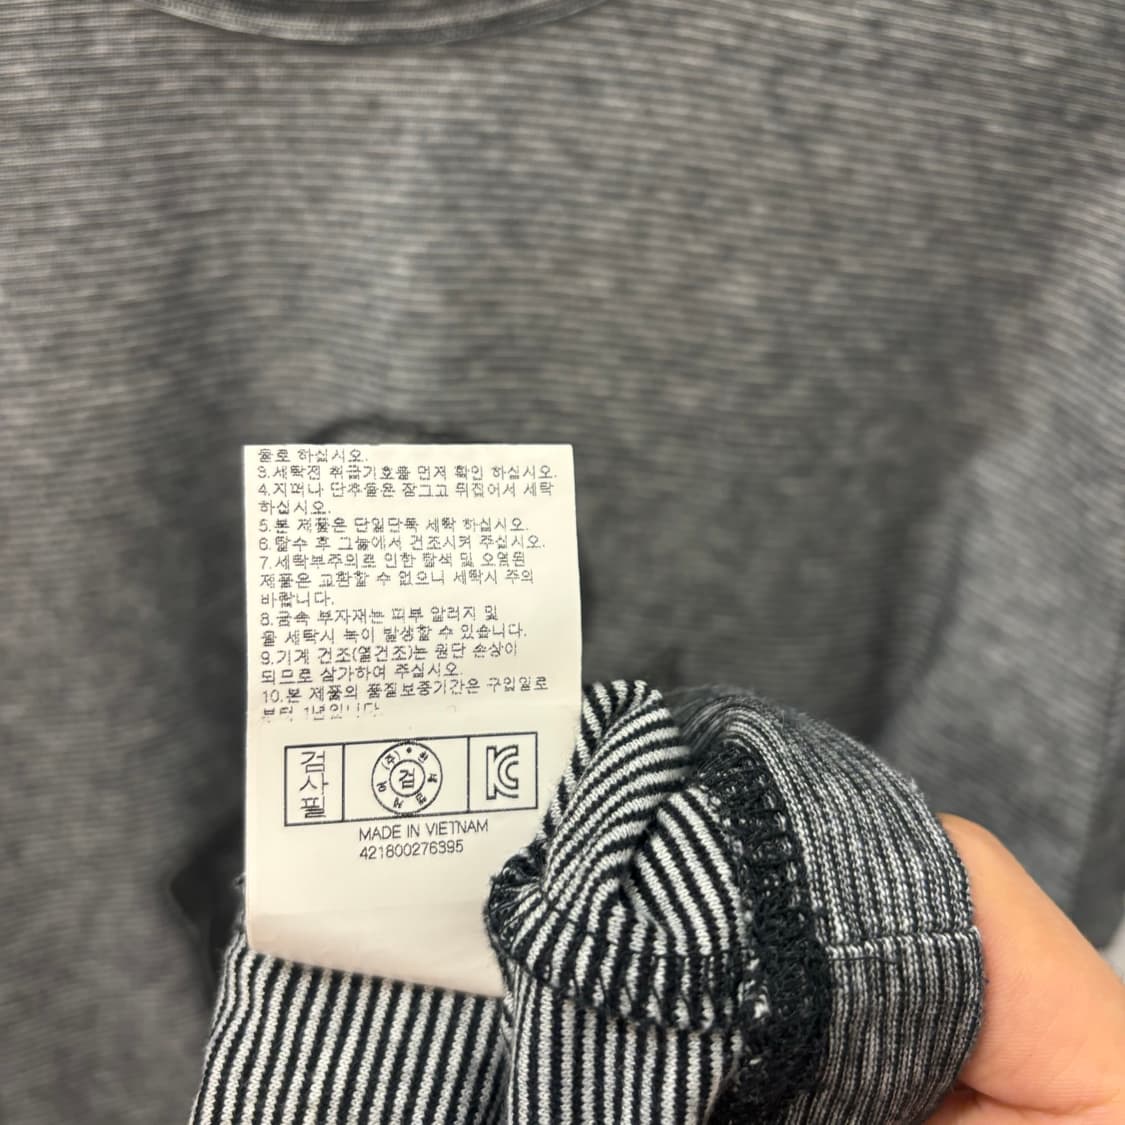 물로 하십시오.
3.세탁전 취급기호를 먼저 확인 하십시오.
4.지퍼나 단추들은 잠그고 뒤집어서 세탁
하십시오.
5.본 제품은 단일단독 세탁 하십시오.
6.탈수 후 그늘에서 건조시켜 주십시오.
7.세탁부주의로 인한 탈색 및 오염된
제품은 교환할 수 없으니 세탁시 주의
바랍니다.
8.금속 부자재는 피부 알러지 및
물 세탁시 녹이 발생할 수 있습니다.
9.기계 건조(열건조)는 원단 손상이
되므로 삼가하여 주십시오.
10.본 제품의 품질보증기간은 구입일로
부터 1년입니다.
검사필
(주)
검
KC
MADE IN VIETNAM
421800276395